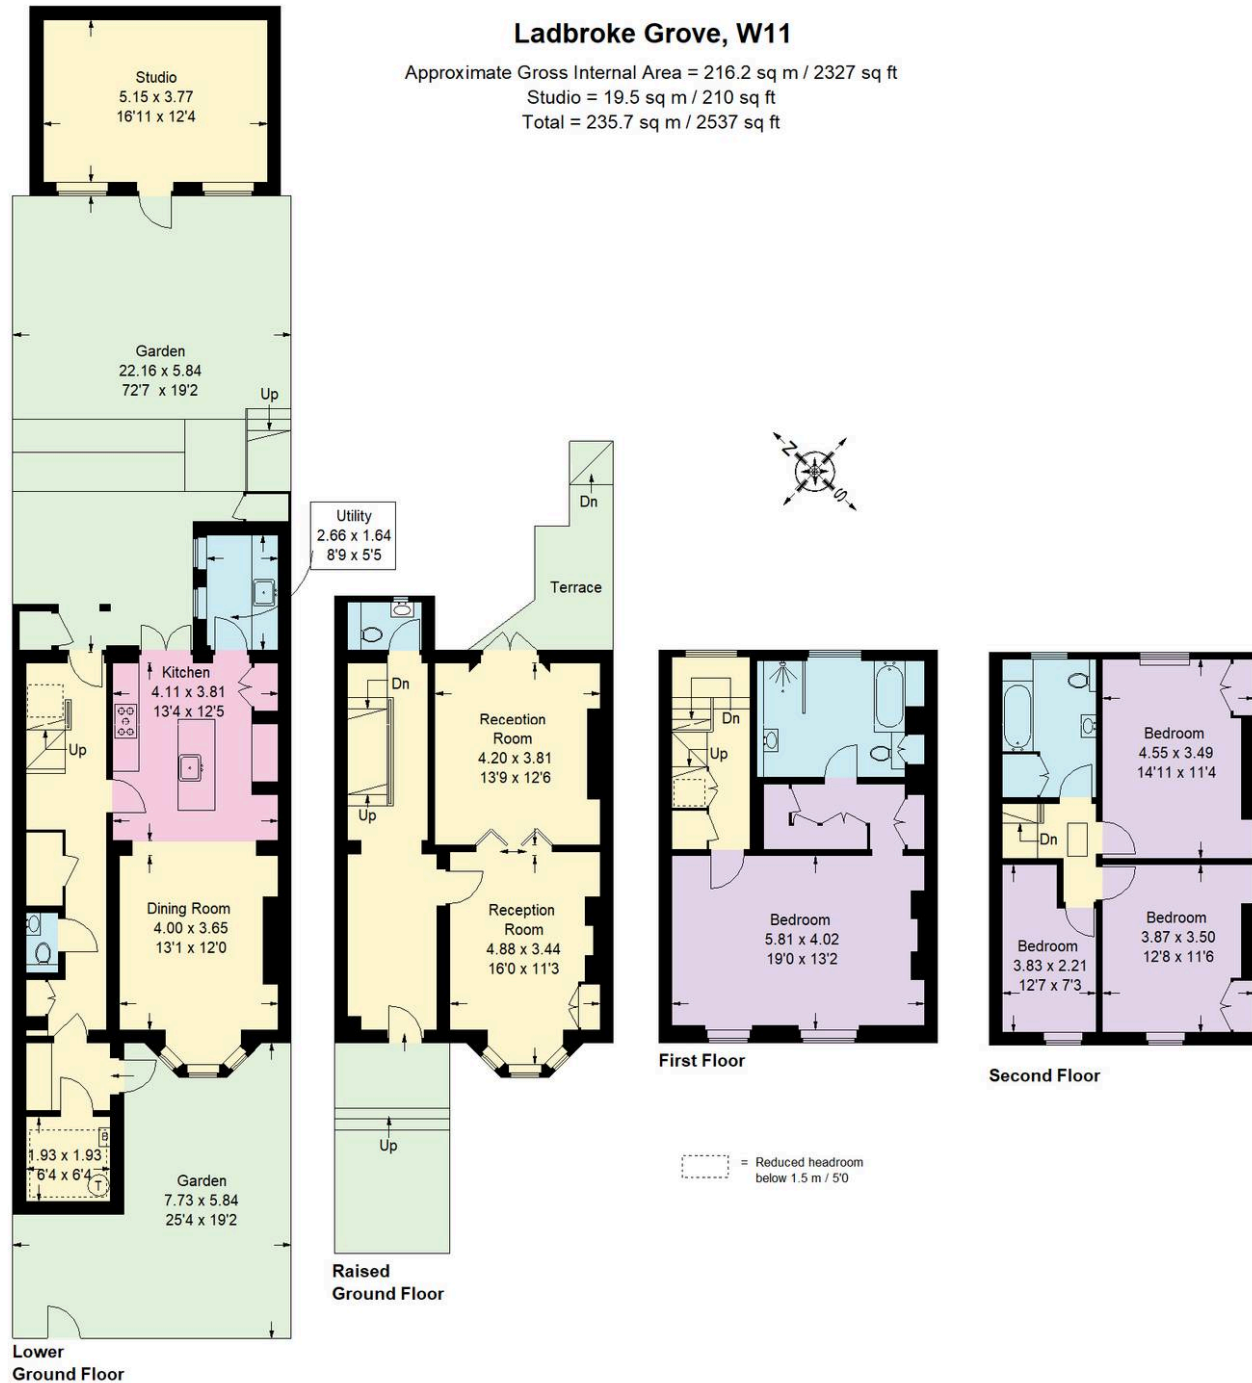 Ladbroke Grove, W11
Approximate Gross Internal Area = 216.2 sq m / 2327 sq ft
Studio = 19.5 sq m / 210 sq ft
Total = 235.7 sq m / 2537 sq ft
Studio
5.15 x 3.77
16'11 x 12'4
Garden
22.16 x 5.84
72'7 x 19'2
Up
Utility
2.66 x 1.64
8'9 x 5'5
Kitchen
4.11 x 3.81
13'4 x 12'5
Up
Dining Room
4.00 x 3.65
13'1 x 12'0
1.93 x 1.93
6'4 x 6'4
T
Garden
7.73 x 5.84
25'4 x 19'2
Lower
Ground Floor
Dn
Terrace
Dn
Up
Reception
Room
4.20 x 3.81
13'9 x 12'6
Reception
Room
4.88 x 3.44
16'0 x 11'3
Up
Raised
Ground Floor
N
S
Dn
Up
Bedroom
5.81 x 4.02
19'0 x 13'2
First Floor
Bedroom
4.55 x 3.49
14'11 x 11'4
Dn
Bedroom
3.83 x 2.21
12'7 x 7'3
Bedroom
3.87 x 3.50
12'8 x 11'6
Second Floor
= Reduced headroom
below 1.5 m / 5'0